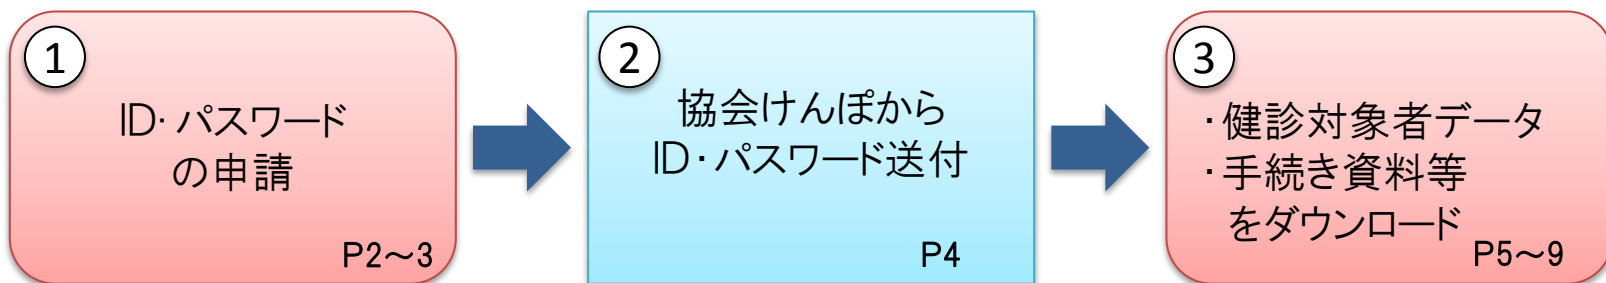 ①
ID・パスワード
の申請
P2～3
②
協会けんぽから
ID・パスワード送付
P4
③
・健診対象者データ
・手続き資料等
をダウンロード
P5～9